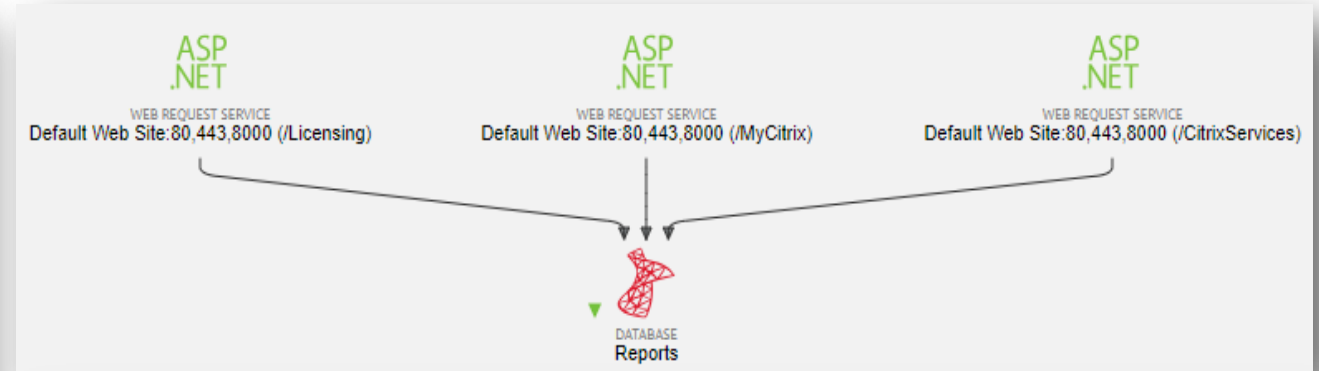 ASP
.NET
WEB REQUEST SERVICE
Default Web Site:80,443,8000 (/Licensing)
ASP
.NET
WEB REQUEST SERVICE
Default Web Site:80,443,8000 (/MyCitrix)
ASP
.NET
WEB REQUEST SERVICE
Default Web Site:80,443,8000 (/CitrixServices)
DATABASE
Reports